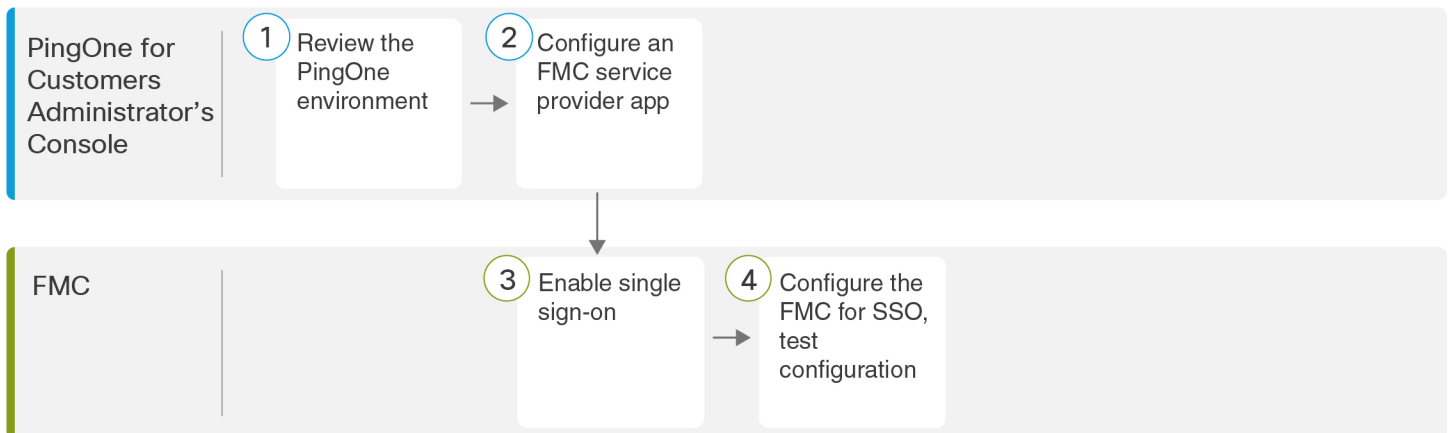 PingOne for
Customers
Administrator's
Console
1
Review the
PingOne
environment
2
Configure an
FMC service
provider app
FMC
3
Enable single
sign-on
4
Configure the
FMC for SSO,
test
configuration